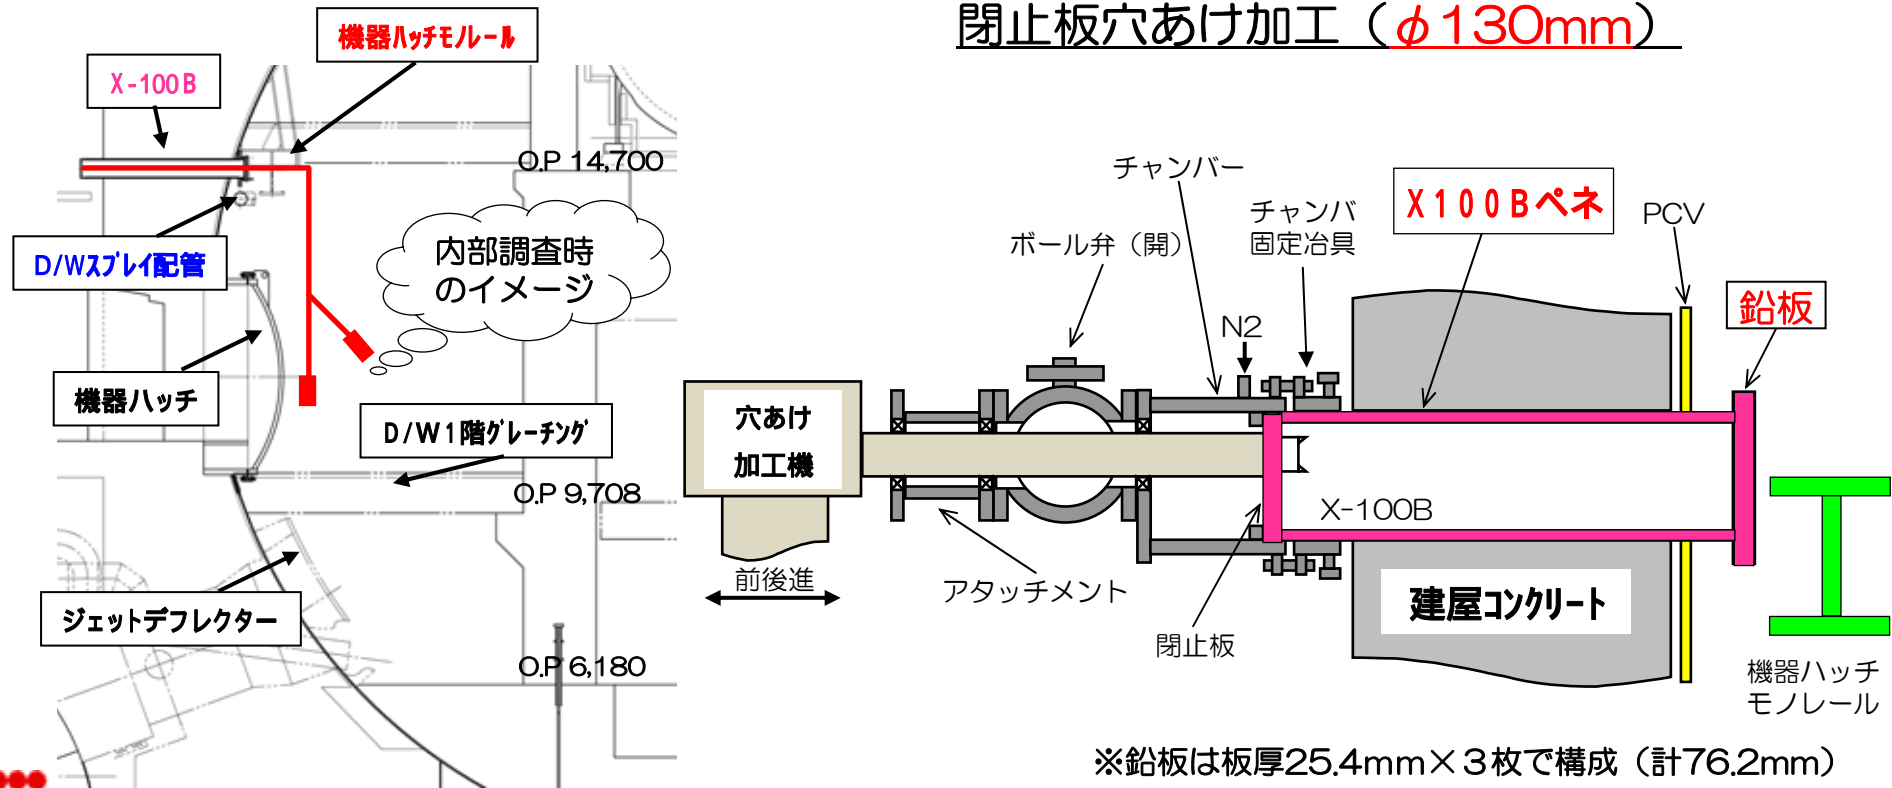 閉止板穴あけ加工（φ130mm）
機器ハッチモノレール
X-100B
O.P 14,700
内部調査時
のイメージ
D/Wスプレイ配管
機器ハッチ
D/W1階グレーチング
O.P 9,708
ジェットデフレクター
O.P 6,180
チャンバー
ボール弁（開）
チャンバ
固定冶具
X100Bペネ
PCV
鉛板
N2
穴あけ
加工機
前後進
アタッチメント
閉止板
X-100B
建屋コンクリート
機器ハッチ
モノレール
※鉛板は板厚25.4mm×3枚で構成（計76.2mm）